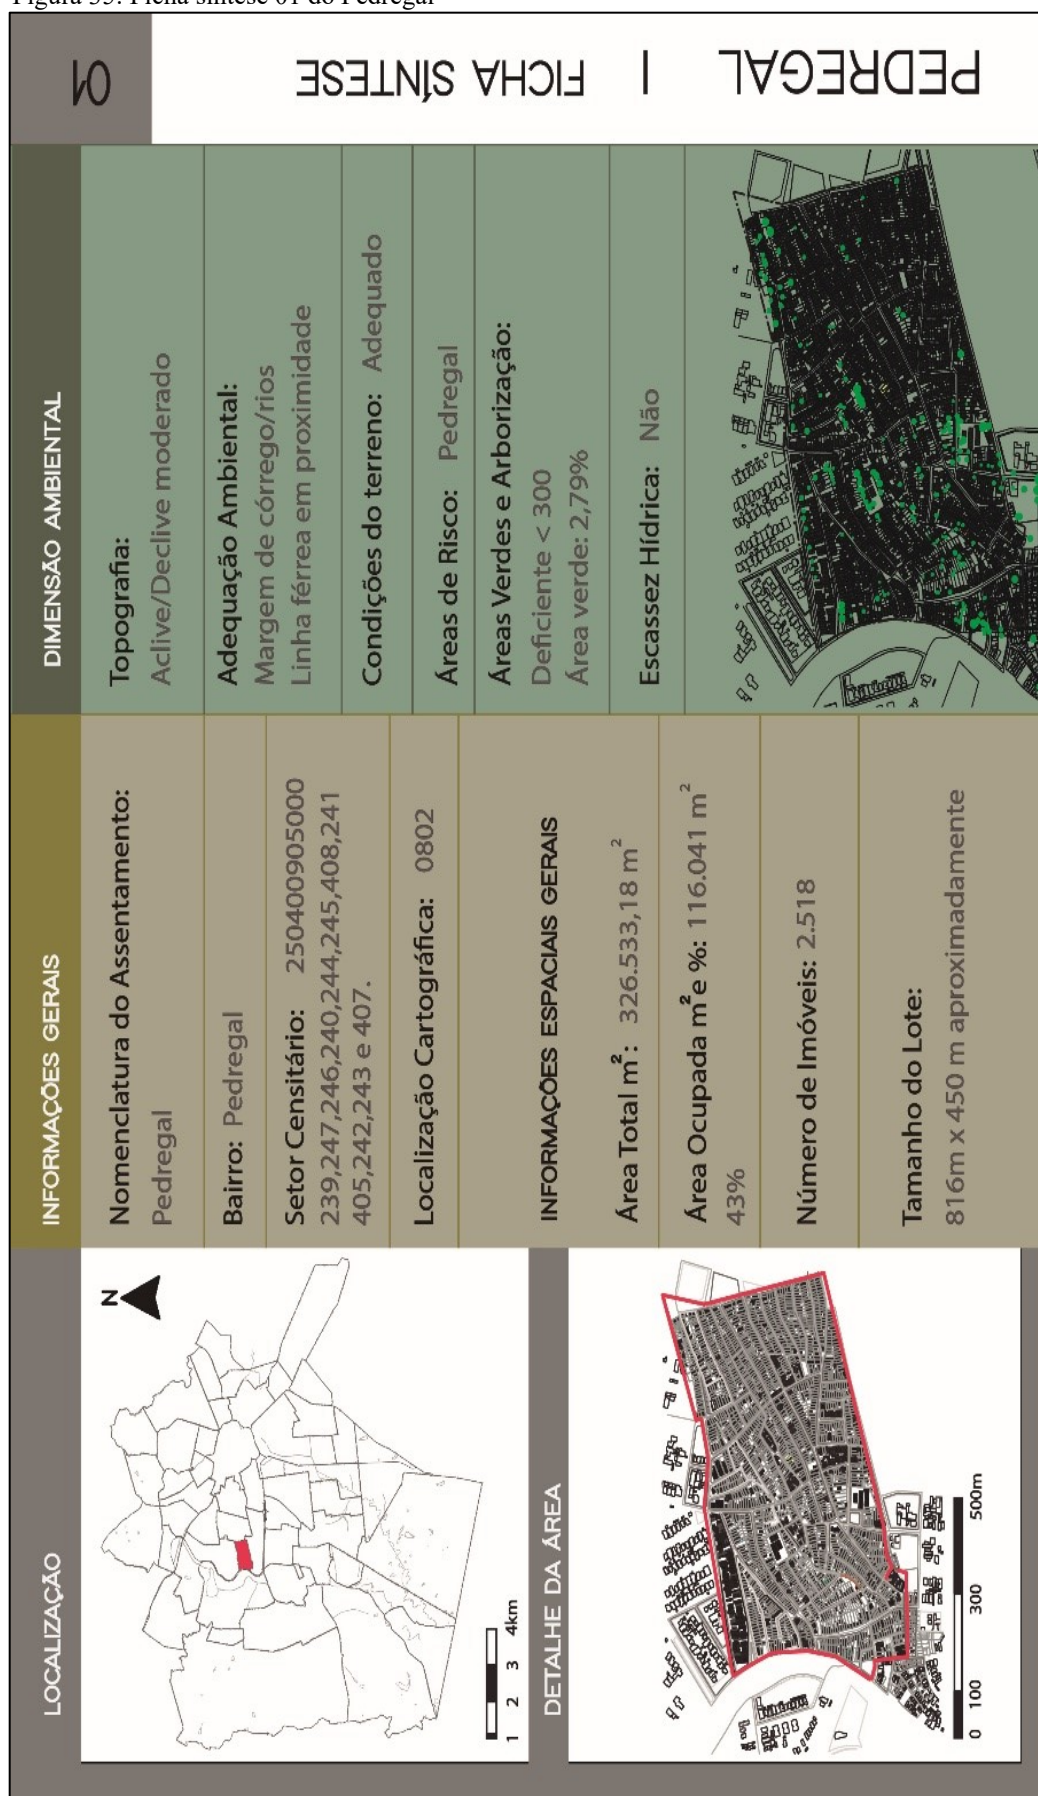 Figura 35: Ficha síntese 01 do Pedregal
PEDREGAL | FICHA SÍNTESE
01
LOCALIZAÇÃO
N
1 2 3 4km
DETALHE DA ÁREA
0 100 300 500m
INFORMAÇÕES GERAIS
Nomenclatura do Assentamento:
Pedregal
Bairro: Pedregal
Setor Censitário: 250400905000
239,247,246,240,244,245,408,241
405,242,243 e 407.
Localização Cartográfica: 0802
INFORMAÇÕES ESPACIAIS GERAIS
Área Total m²: 326.533,18 m²
Área Ocupada m² e %: 116.041 m²
43%
Número de Imóveis: 2.518
Tamanho do Lote:
816m x 450 m aproximadamente
DIMENSÃO AMBIENTAL
Topografia:
Aclive/Declive moderado
Adequação Ambiental:
Margem de córrego/rios
Linha férrea em proximidade
Condições do terreno: Adequado
Áreas de Risco: Pedregal
Áreas Verdes e Arborização:
Deficiente < 300
Área verde: 2,79%
Escassez Hídrica: Não